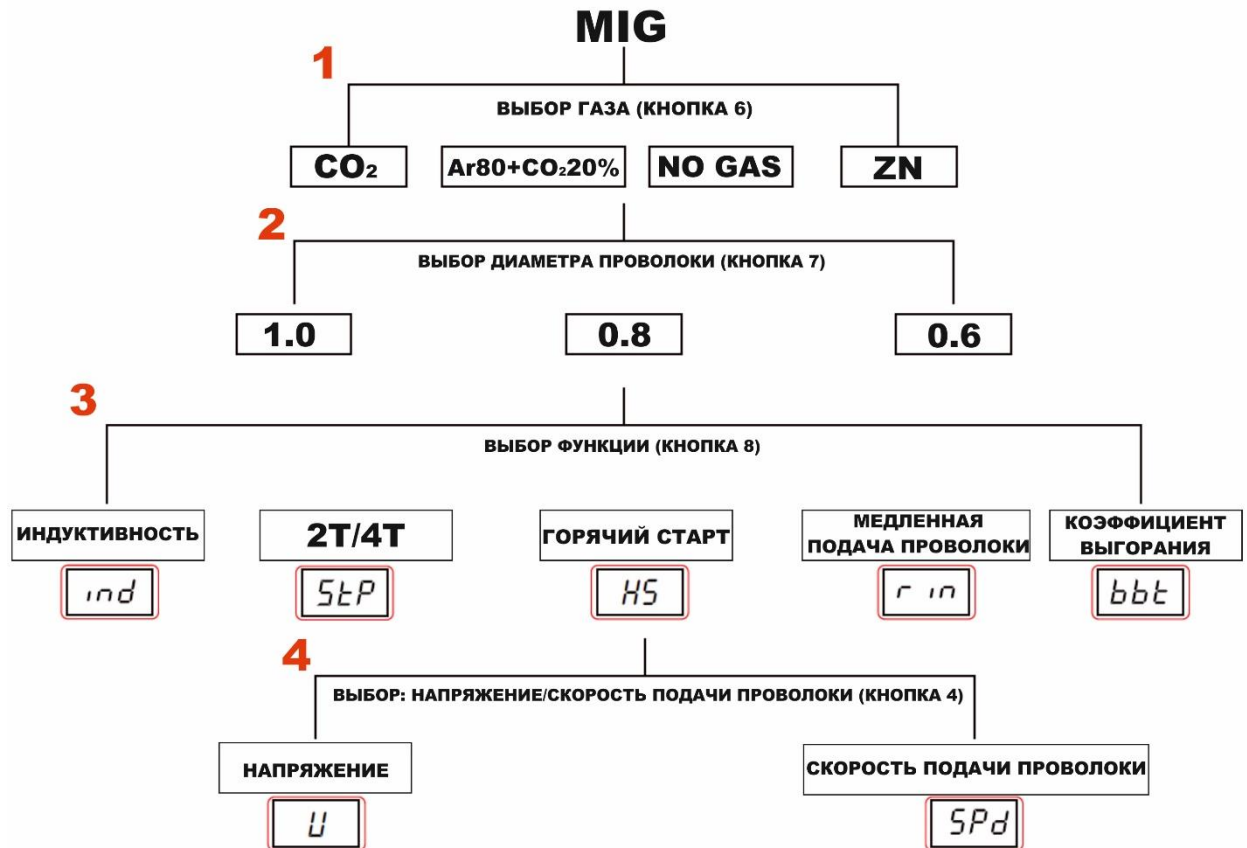 MIG
1
ВЫБОР ГАЗА (КНОПКА 6)
CO₂
Ar80+CO₂20%
NO GAS
ZN
2
ВЫБОР ДИАМЕТРА ПРОВОЛОКИ (КНОПКА 7)
1.0
0.8
0.6
3
ВЫБОР ФУНКЦИИ (КНОПКА 8)
ИНДУКТИВНОСТЬ
ind
2T/4T
StP
ГОРЯЧИЙ СТАРТ
HS
МЕДЛЕННАЯ
ПОДАЧА ПРОВОЛОКИ
r in
КОЭФФИЦИЕНТ
ВЫГОРАНИЯ
bbt
4
ВЫБОР: НАПРЯЖЕНИЕ/СКОРОСТЬ ПОДАЧИ ПРОВОЛОКИ (КНОПКА 4)
НАПРЯЖЕНИЕ
U
СКОРОСТЬ ПОДАЧИ ПРОВОЛОКИ
SPd